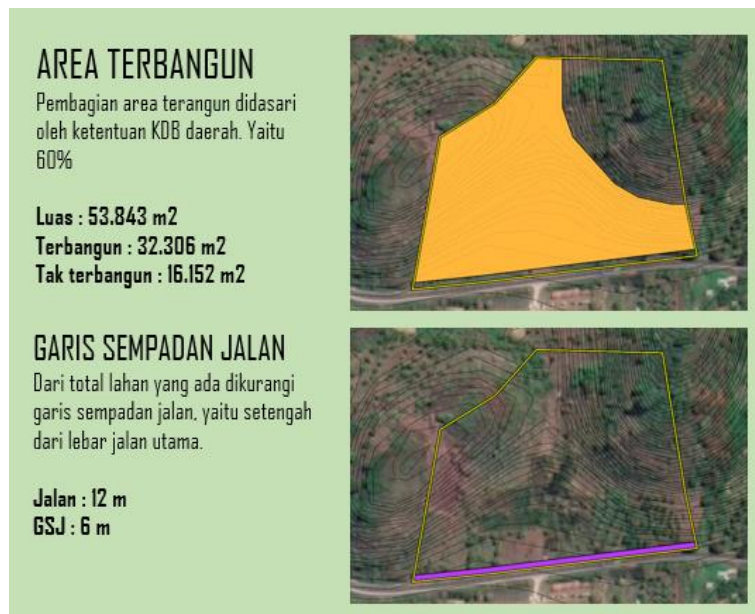 AREA TERBANGUN
Pembagian area terangun didasari
oleh ketentuan KDB daerah. Yaitu
60%
Luas : 53.843 m2
Terbangun : 32.306 m2
Tak terbangun : 16.152 m2
GARIS SEMPADAN JALAN
Dari total lahan yang ada dikurangi
garis sempadan jalan, yaitu setengah
dari lebar jalan utama.
Jalan : 12 m
GSJ : 6 m